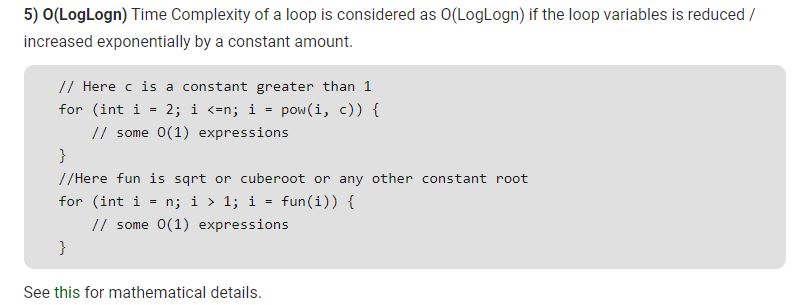 5) O(LogLogn) Time Complexity of a loop is considered as O(LogLogn) if the loop variables is reduced /
increased exponentially by a constant amount.
// Here c is a constant greater than 1
for (int i = 2; i <=n; i = pow(i, c)) {
// some O(1) expressions
}
//Here fun is sqrt or cuberoot or any other constant root
for (int i = n; i > 1; i = fun(i)) {
// some O(1) expressions
}
See this for mathematical details.